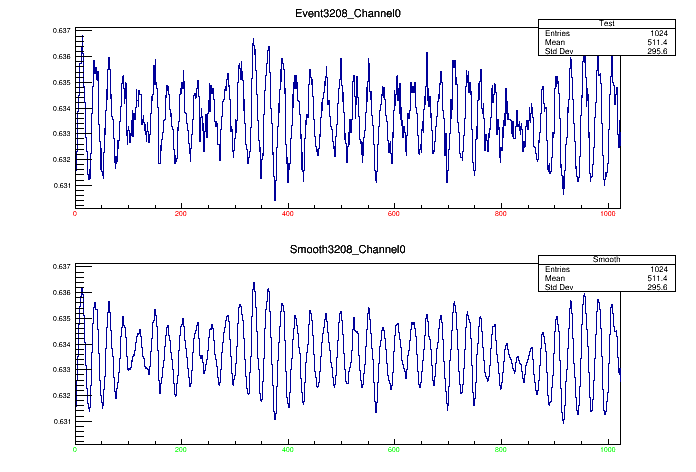 Event3208_Channel0
Test
Entries 1024
Mean 511.4
Std Dev 295.6
0.637
0.636
0.635
0.634
0.633
0.632
0.631
0 200 400 600 800 1000
Smooth3208_Channel0
Smooth
Entries 1024
Mean 511.4
Std Dev 295.6
0.637
0.636
0.635
0.634
0.633
0.632
0.631
0 200 400 600 800 1000